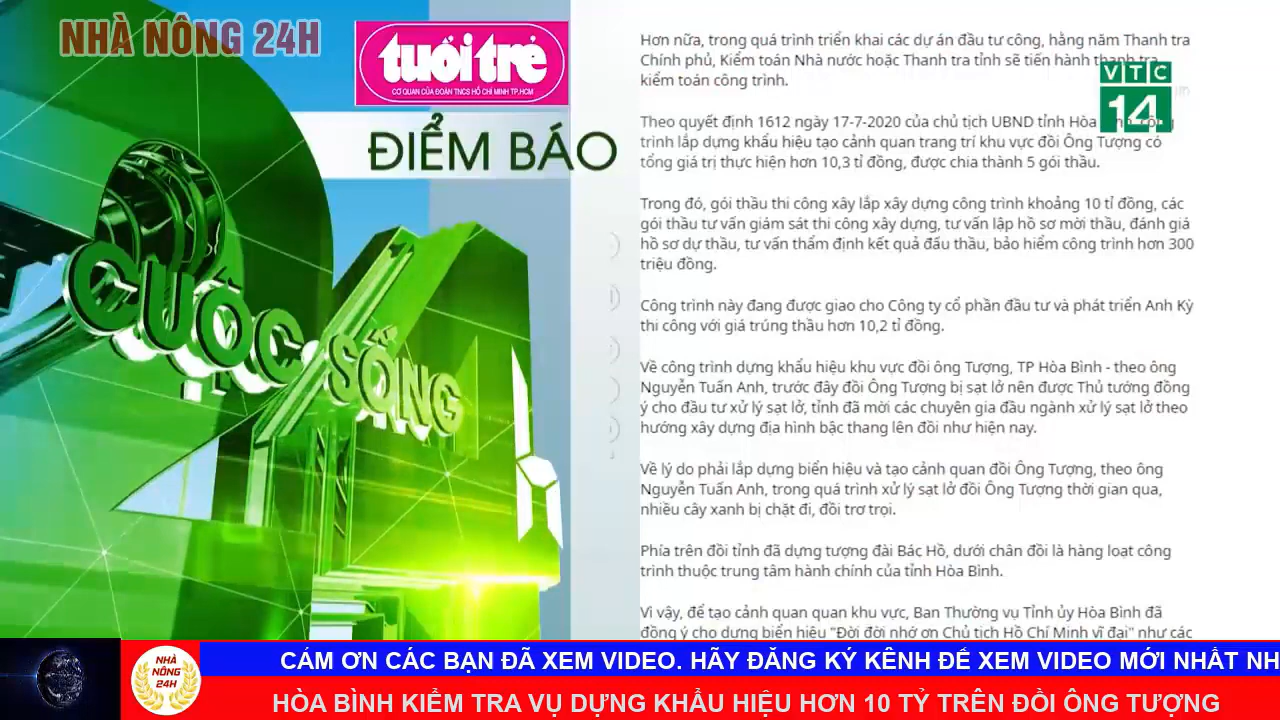 NHÀ NÔNG 24H
tuổi trẻ
CƠ QUAN CỦA ĐOÀN TNCS HỒ CHÍ MINH TP.HCM
ĐIỂM BÁO
CUỘC SỐNG
24h
VTC
14
Hơn nữa, trong quá trình triển khai các dự án đầu tư công, hằng năm Thanh tra
Chính phủ, Kiểm toán Nhà nước hoặc Thanh tra tỉnh sẽ tiến hành thanh tra,
kiểm toán công trình.
Theo quyết định 1612 ngày 17-7-2020 của chủ tịch UBND tỉnh Hòa
trình lắp dựng khẩu hiệu tạo cảnh quan trang trí khu vực đồi Ông Tượng có
tổng giá trị thực hiện hơn 10,3 tỉ đồng, được chia thành 5 gói thầu.
Trong đó, gói thầu thi công xây lắp xây dựng công trình khoảng 10 tỉ đồng, các
gói thầu tư vấn giám sát thi công xây dựng, tư vấn lập hồ sơ mời thầu, đánh giá
hồ sơ dự thầu, tư vấn thẩm định kết quả đấu thầu, bảo hiểm công trình hơn 300
triệu đồng.
Công trình này đang được giao cho Công ty cổ phần đầu tư và phát triển Anh Kỳ
thi công với giá trúng thầu hơn 10,2 tỉ đồng.
Về công trình dựng khẩu hiệu khu vực đồi ông Tượng, TP Hòa Bình - theo ông
Nguyễn Tuấn Anh, trước đây đồi Ông Tượng bị sạt lở nên được Thủ tướng đồng
ý cho đầu tư xử lý sạt lở, tỉnh đã mời các chuyên gia đầu ngành xử lý sạt lở theo
hướng xây dựng địa hình bậc thang lên đồi như hiện nay.
Về lý do phải lắp dựng biển hiệu và tạo cảnh quan đồi Ông Tượng, theo ông
Nguyễn Tuấn Anh, trong quá trình xử lý sạt lở đồi Ông Tượng thời gian qua,
nhiều cây xanh bị chặt đi, đồi trơ trọi.
Phía trên đồi tỉnh đã dựng tượng đài Bác Hồ, dưới chân đồi là hàng loạt công
trình thuộc trung tâm hành chính của tỉnh Hòa Bình.
Vì vậy, để tạo cảnh quan quan khu vực, Ban Thường vụ Tỉnh ủy Hòa Bình đã
đồng ý cho dựng biển hiệu "Đời đời nhớ ơn Chủ tịch Hồ Chí Minh vĩ đại" như các
NHÀ
NÔNG
24H
CẢM ƠN CÁC BẠN ĐÃ XEM VIDEO. HÃY ĐĂNG KÝ KÊNH ĐỂ XEM VIDEO MỚI NHẤT NH
HÒA BÌNH KIỂM TRA VỤ DỰNG KHẨU HIỆU HƠN 10 TỶ TRÊN ĐỒI ÔNG TƯỢNG